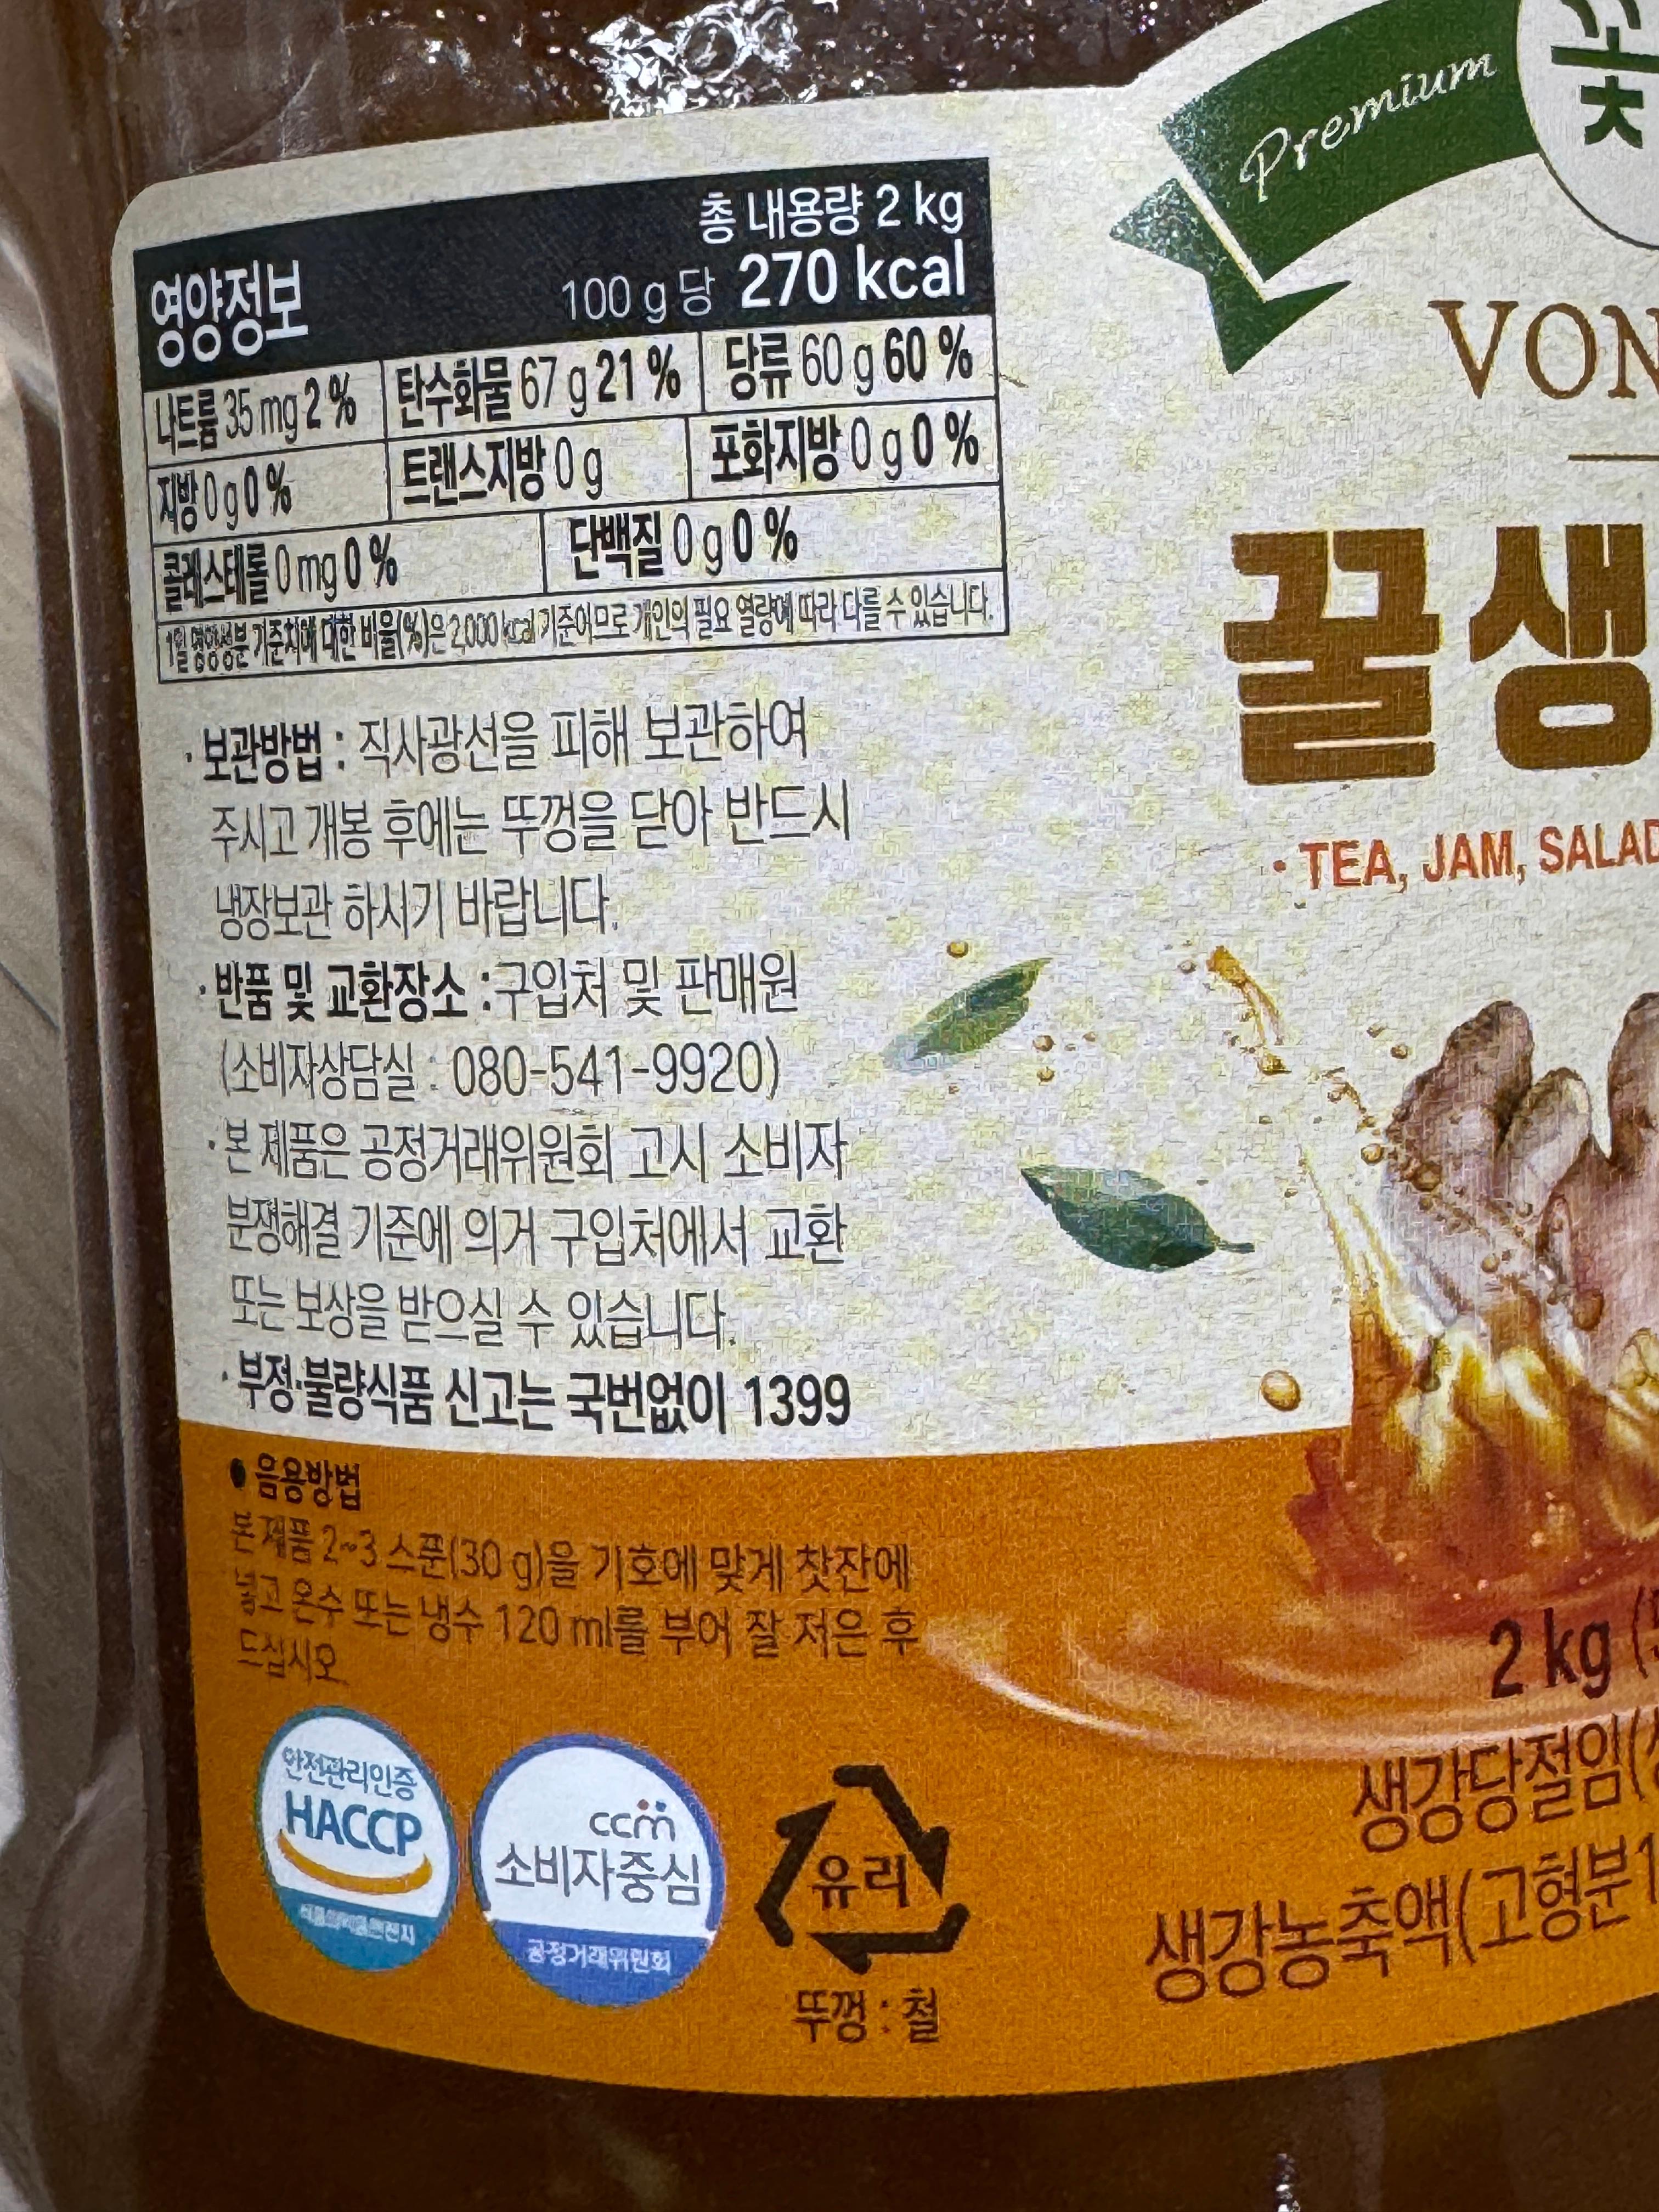 Premium
꽃
총 내용량 2 kg
영양정보 100 g 당 270 kcal
나트륨 35 mg 2 % 탄수화물 67 g 21 % 당류 60 g 60 %
지방 0 g 0 % 트랜스지방 0 g 포화지방 0 g 0 %
콜레스테롤 0 mg 0 % 단백질 0 g 0 %
1일 영양성분 기준치에 대한 비율(%)은 2,000 kcal 기준이므로 개인의 필요 열량에 따라 다를 수 있습니다.
VON
꿀생
· TEA, JAM, SALAD
· 보관방법 : 직사광선을 피해 보관하여
주시고 개봉 후에는 뚜껑을 닫아 반드시
냉장보관 하시기 바랍니다.
· 반품 및 교환장소 : 구입처 및 판매원
(소비자상담실 : 080-541-9920)
· 본 제품은 공정거래위원회 고시 소비자
분쟁해결 기준에 의거 구입처에서 교환
또는 보상을 받으실 수 있습니다.
· 부정·불량식품 신고는 국번없이 1399
● 음용방법
본 제품 2~3 스푼(30 g)을 기호에 맞게 찻잔에
넣고 온수 또는 냉수 120 ml를 부어 잘 저은 후
드십시오
2 kg (
생강당절임(
생강농축액(고형분
안전관리인증
HACCP
식품의약품안전처
ccm
소비자중심
공정거래위원회
유리
뚜껑 : 철